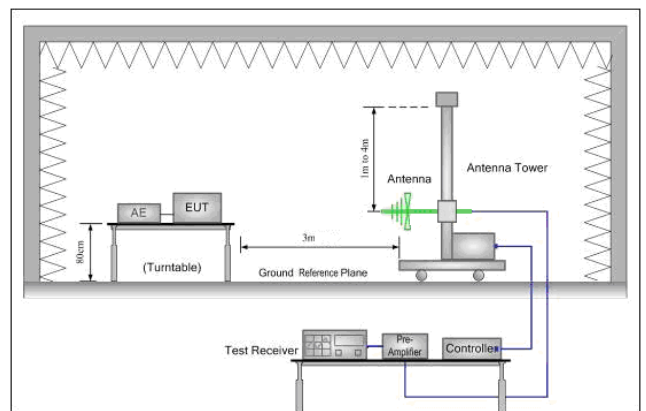 1m to 4m
Antenna
Antenna Tower
AE
EUT
80cm
(Turntable)
3m
Ground Reference Plane
Test Receiver
Pre-
Amplifier
Controller